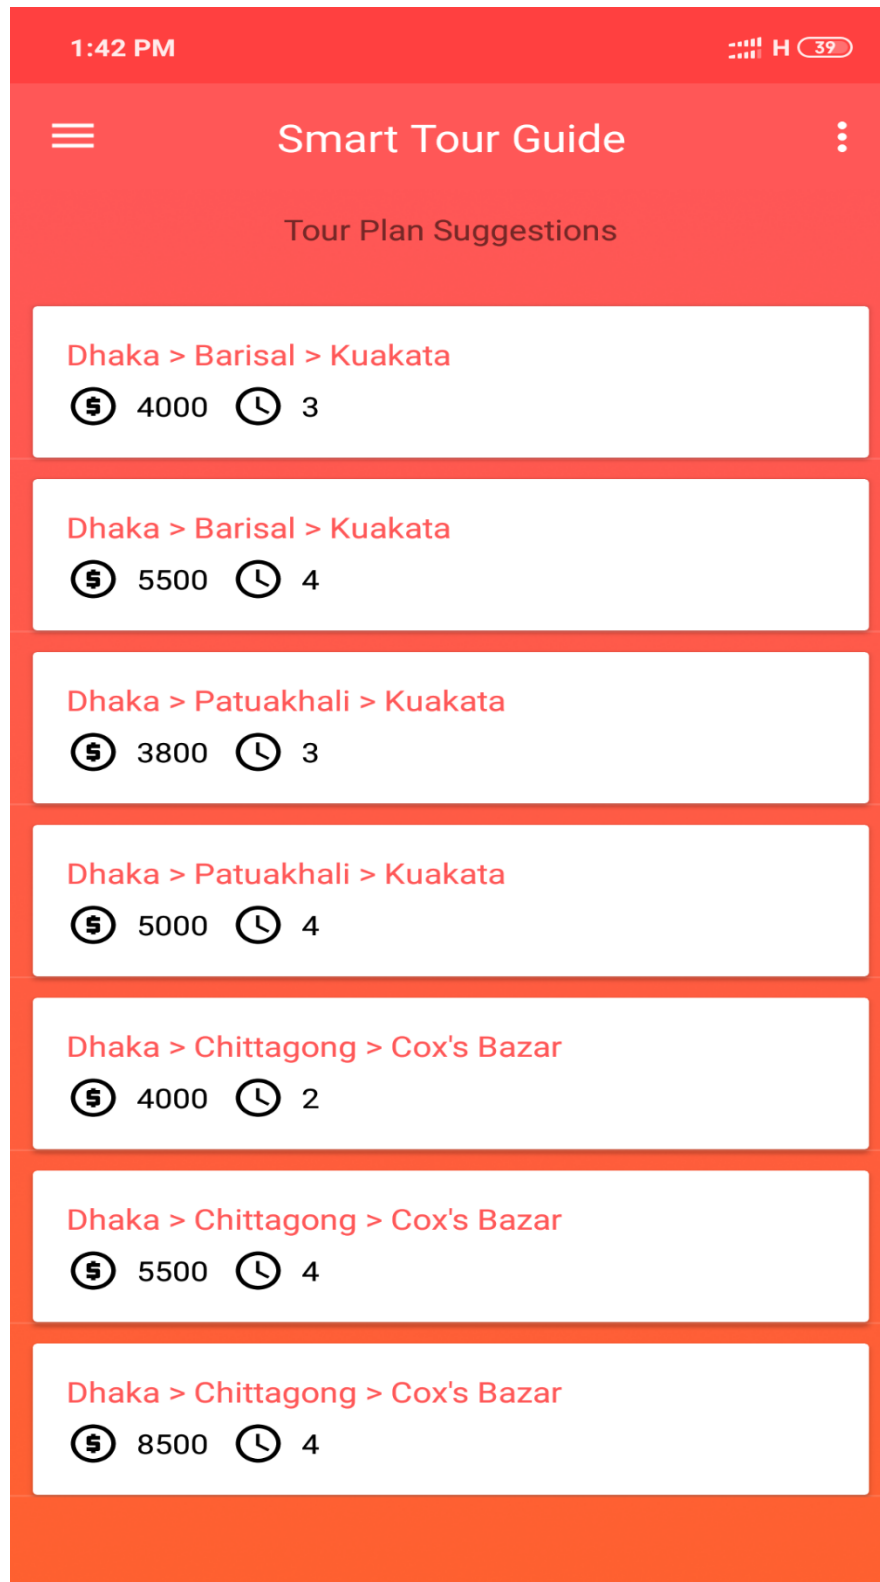 1:42 PM H 39
Smart Tour Guide
Tour Plan Suggestions
Dhaka > Barisal > Kuakata
$ 4000 3
Dhaka > Barisal > Kuakata
$ 5500 4
Dhaka > Patuakhali > Kuakata
$ 3800 3
Dhaka > Patuakhali > Kuakata
$ 5000 4
Dhaka > Chittagong > Cox's Bazar
$ 4000 2
Dhaka > Chittagong > Cox's Bazar
$ 5500 4
Dhaka > Chittagong > Cox's Bazar
$ 8500 4